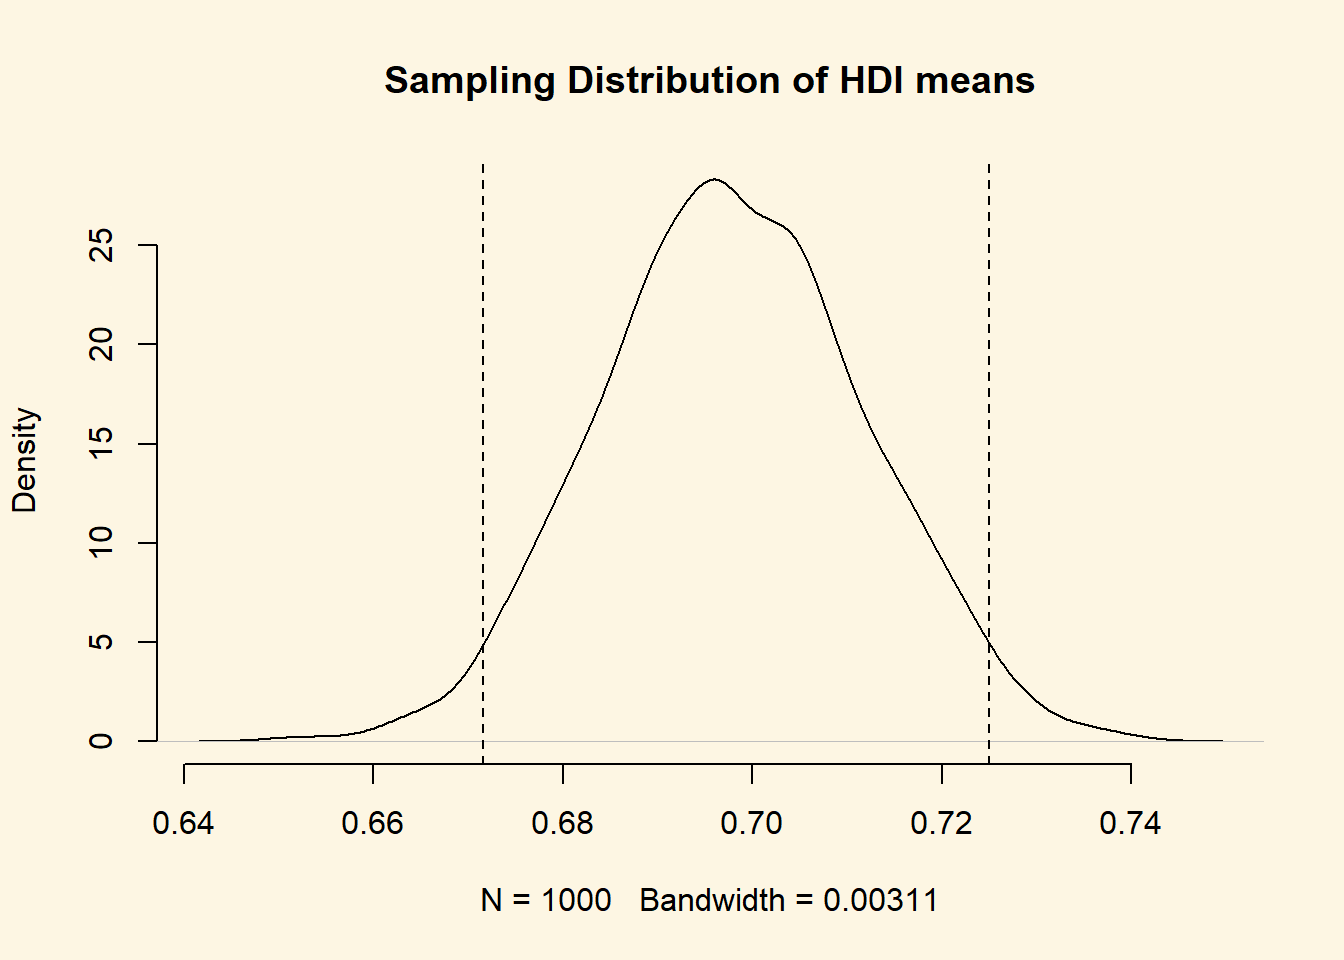 Sampling Distribution of HDI means
Density
25
20
15
10
5
0
0.64 0.66 0.68 0.70 0.72 0.74
N = 1000 Bandwidth = 0.00311